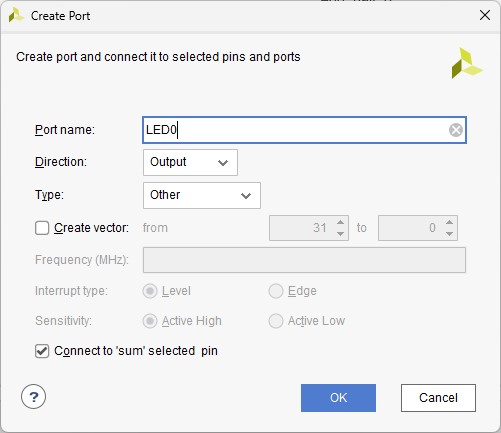 Create Port
Create port and connect it to selected pins and ports
Port name: LED0
Direction: Output
Type: Other
Create vector: from 31 to 0
Frequency (MHz):
Interrupt type: Level Edge
Sensitivity: Active High Active Low
Connect to 'sum' selected pin
? OK Cancel